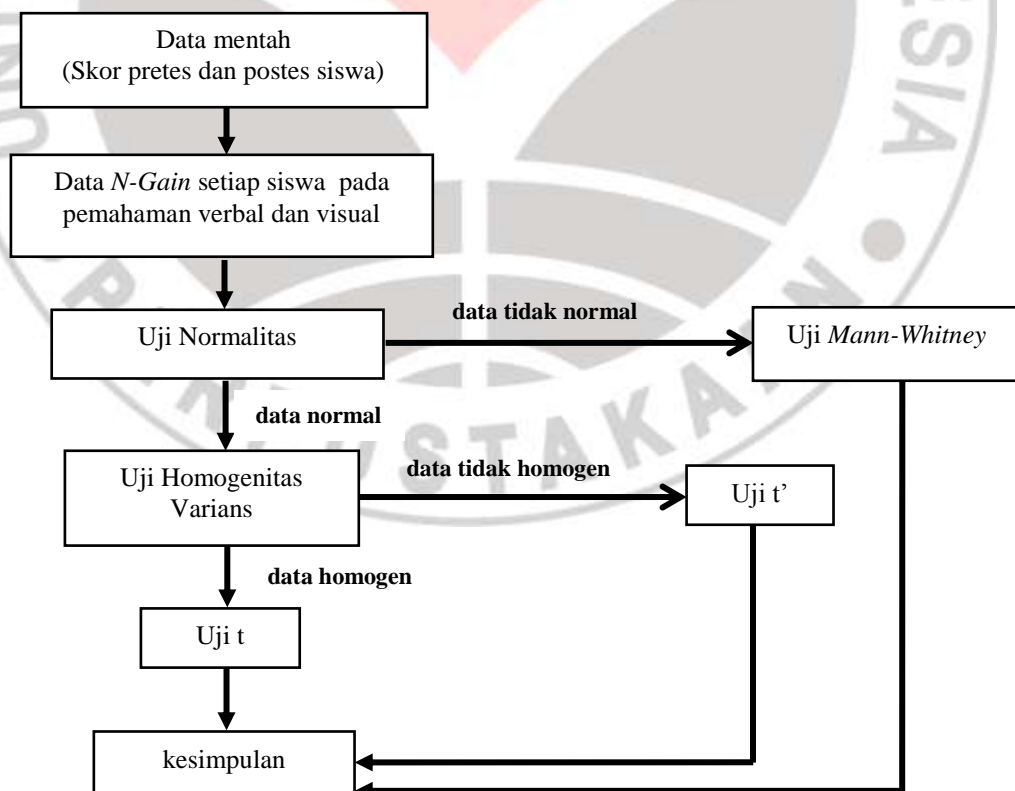 Data mentah
(Skor pretes dan postes siswa)
Data N-Gain setiap siswa pada
pemahaman verbal dan visual
Uji Normalitas
data tidak normal
Uji Mann-Whitney
data normal
Uji Homogenitas
Varians
data tidak homogen
Uji t’
data homogen
Uji t
kesimpulan